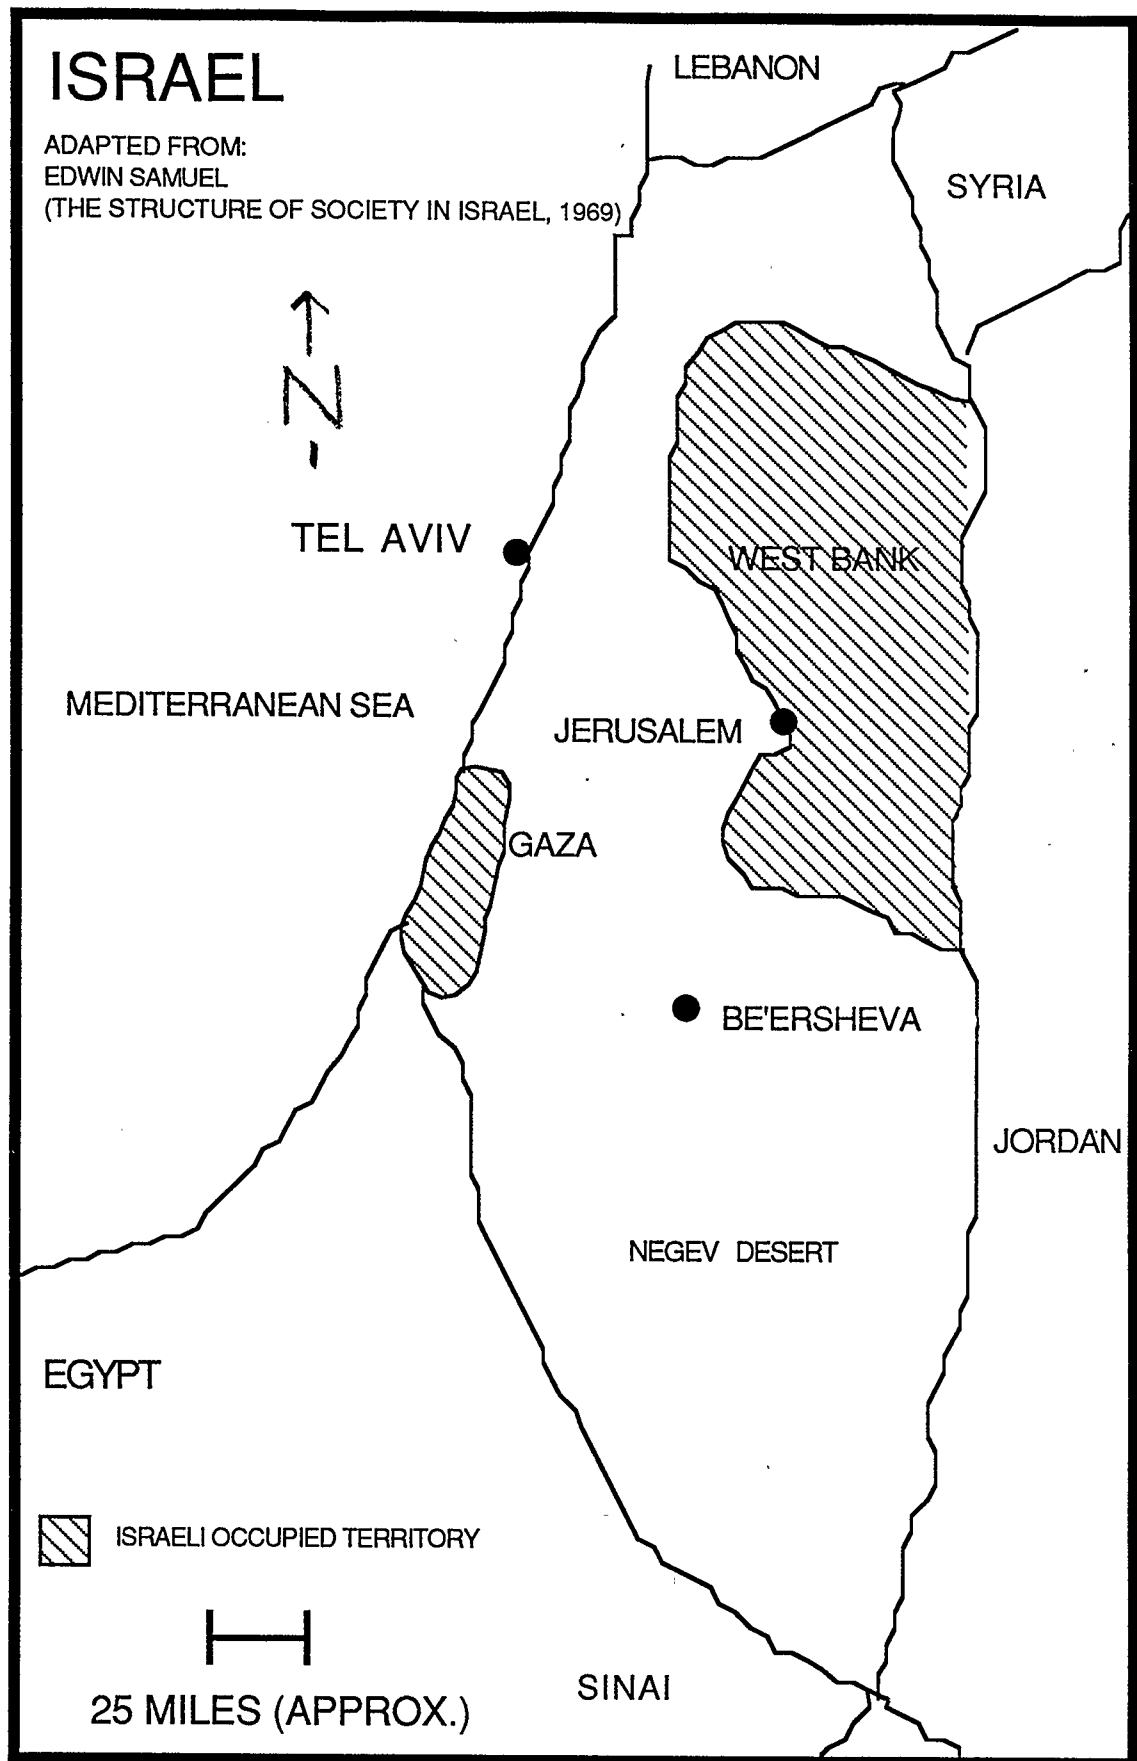 ISRAEL
LEBANON
ADAPTED FROM:
EDWIN SAMUEL
(THE STRUCTURE OF SOCIETY IN ISRAEL, 1969)
SYRIA
N
TEL AVIV
WEST BANK
MEDITERRANEAN SEA
JERUSALEM
GAZA
BE'ERSHEVA
JORDAN
NEGEV DESERT
EGYPT
ISRAELI OCCUPIED TERRITORY
SINAI
25 MILES (APPROX.)